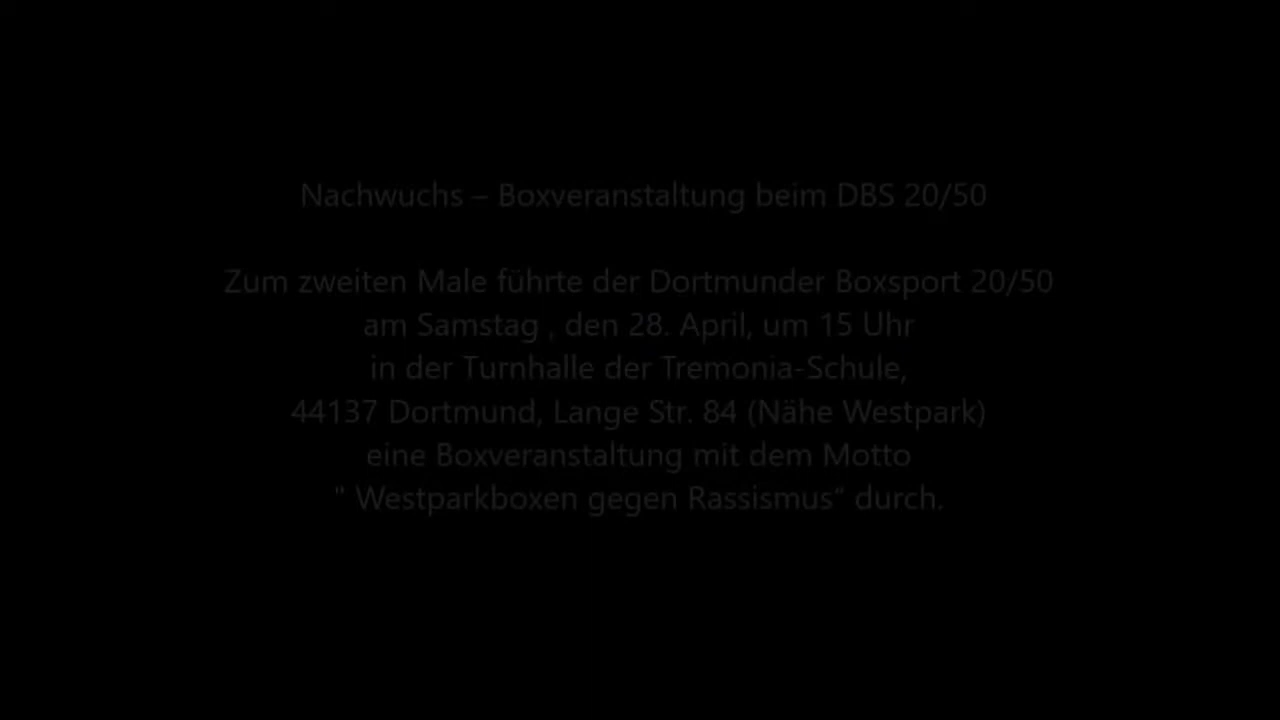 Nachwuchs – Boxveranstaltung beim DBS 20/50
Zum zweiten Male führte der Dortmunder Boxsport 20/50
am Samstag , den 28. April, um 15 Uhr
in der Turnhalle der Tremonia-Schule,
44137 Dortmund, Lange Str. 84 (Nähe Westpark)
eine Boxveranstaltung mit dem Motto
" Westparkboxen gegen Rassismus“ durch.